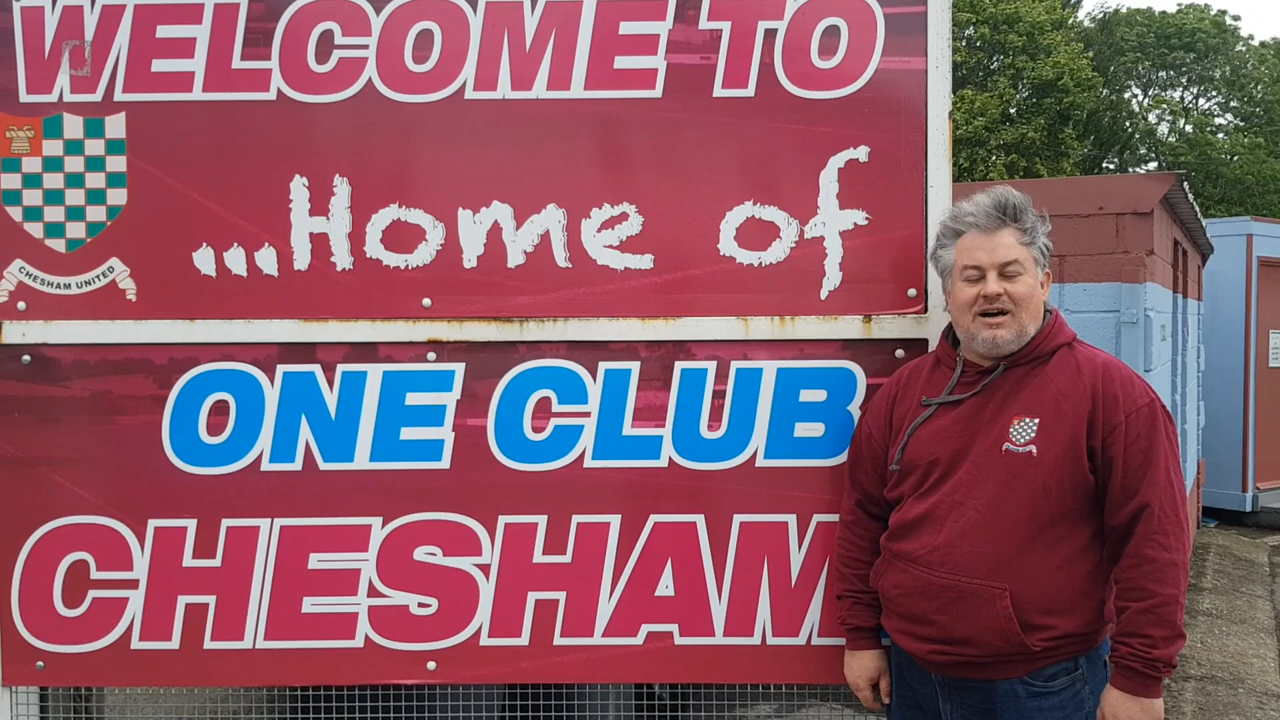 WELCOME TO
CHESHAM UNITED
...Home of
ONE CLUB
CHESHAM